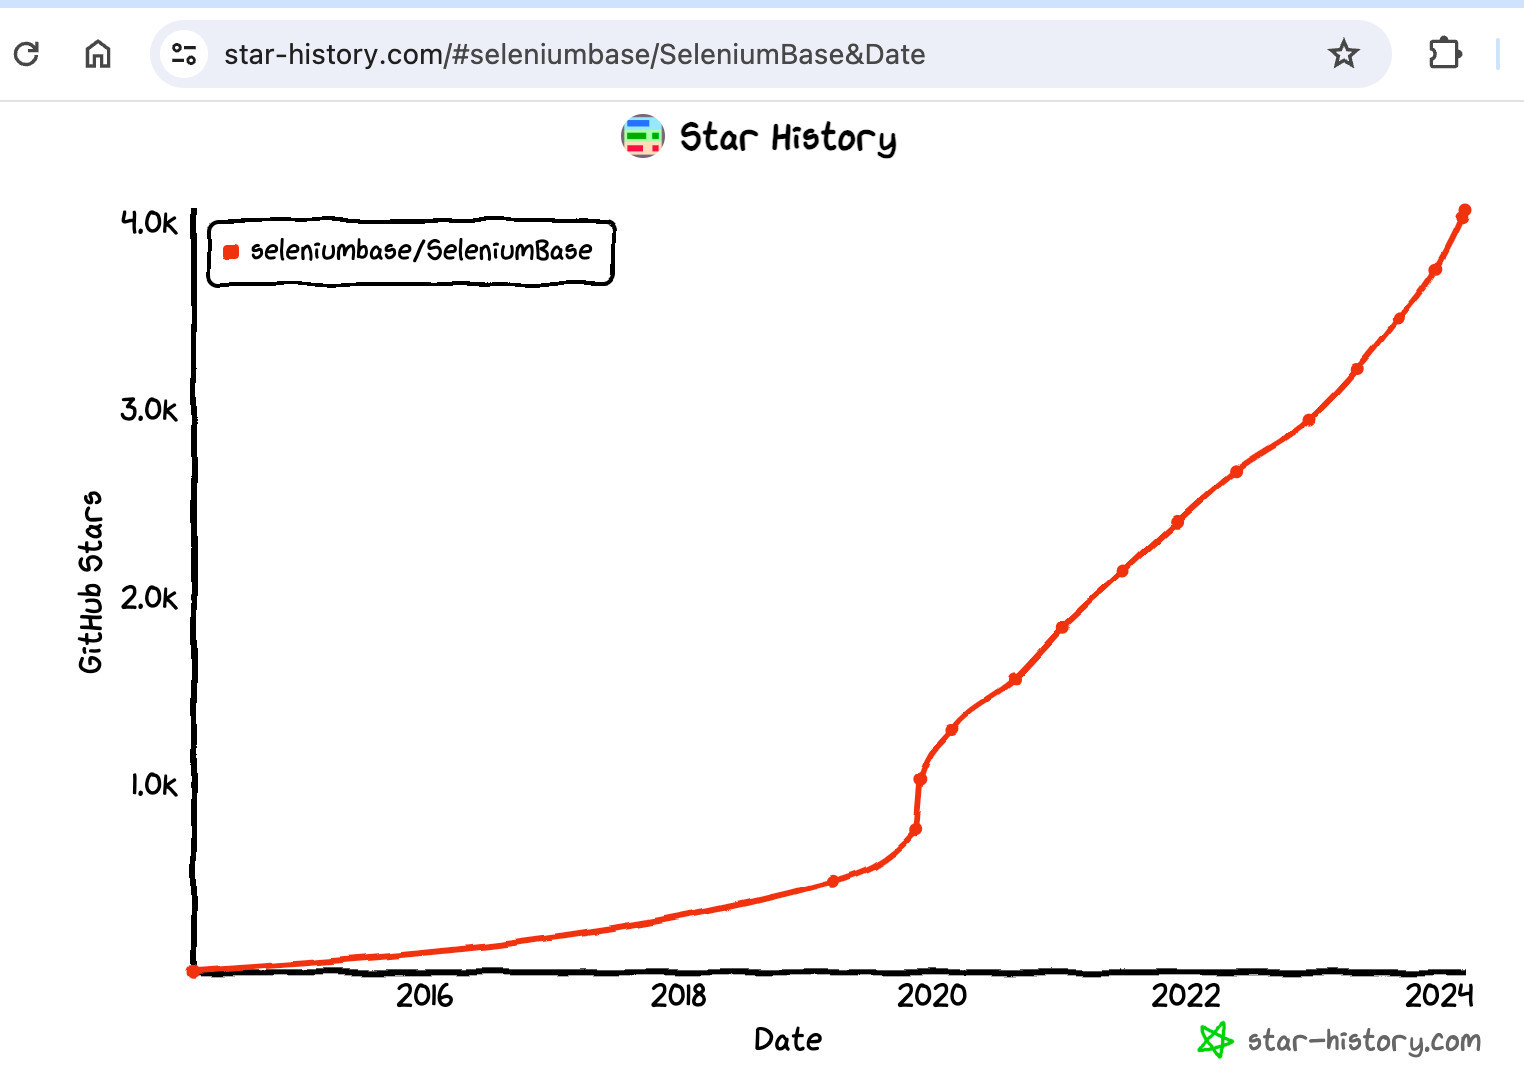 star-history.com/#seleniumbase/SeleniumBase&Date
Star History
4.0K
seleniumbase/SeleniumBase
3.0K
2.0K
1.0K
GitHub Stars
2016 2018 2020 2022 2024
Date
star-history.com